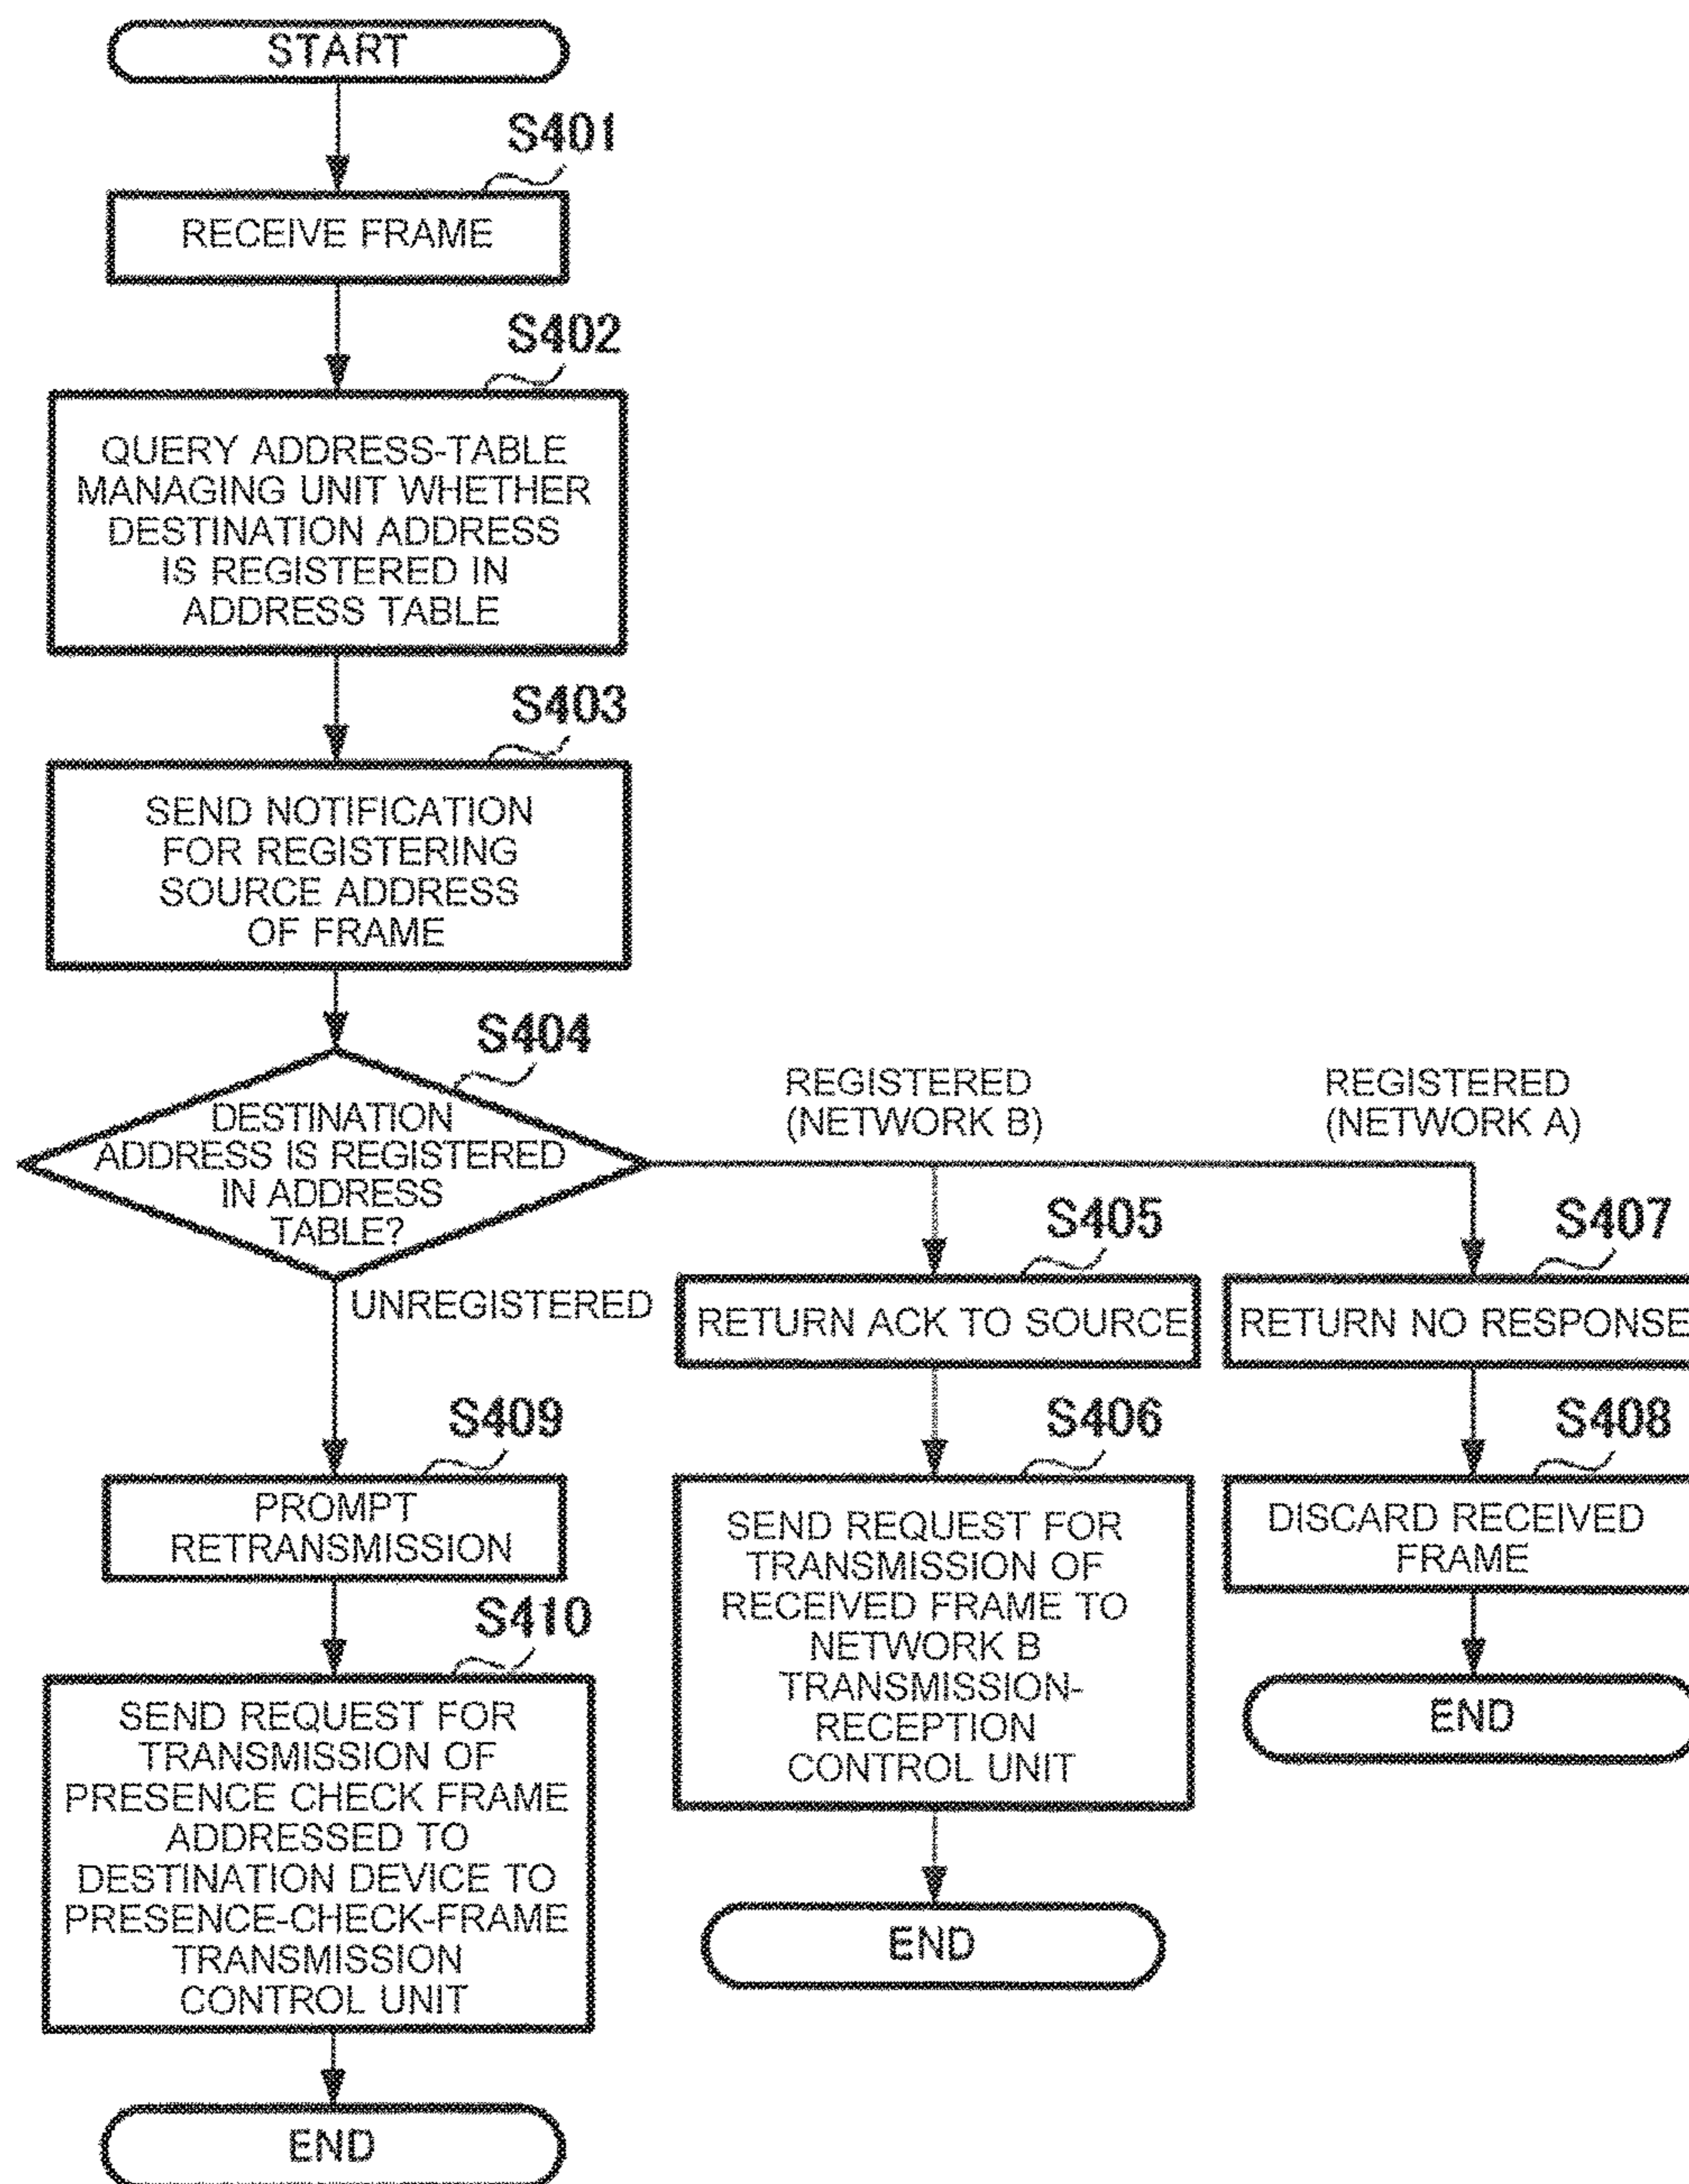 START
S401
RECEIVE FRAME
S402
QUERY ADDRESS-TABLE
MANAGING UNIT WHETHER
DESTINATION ADDRESS
IS REGISTERED IN
ADDRESS TABLE
S403
SEND NOTIFICATION
FOR REGISTERING
SOURCE ADDRESS
OF FRAME
S404
DESTINATION
ADDRESS IS REGISTERED
IN ADDRESS
TABLE?
REGISTERED
(NETWORK B)
REGISTERED
(NETWORK A)
UNREGISTERED
S405
RETURN ACK TO SOURCE
S406
SEND REQUEST FOR
TRANSMISSION OF
RECEIVED FRAME TO
NETWORK B
TRANSMISSION-
RECEPTION
CONTROL UNIT
END
S407
RETURN NO RESPONSE
S408
DISCARD RECEIVED
FRAME
END
S409
PROMPT
RETRANSMISSION
S410
SEND REQUEST FOR
TRANSMISSION OF
PRESENCE CHECK FRAME
ADDRESSED TO
DESTINATION DEVICE TO
PRESENCE-CHECK-FRAME
TRANSMISSION
CONTROL UNIT
END